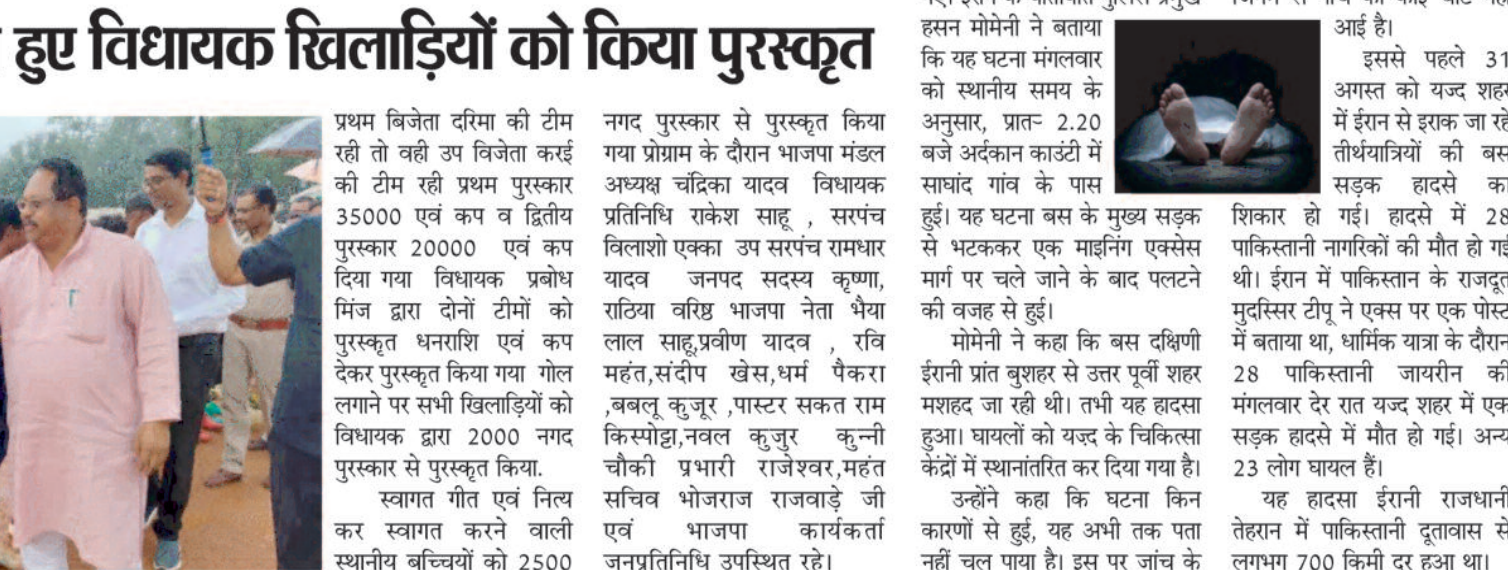 हुए विधायक खिलाड़ियों को किया पुरस्कृत
प्रथम बिजेता दरिमा की टीम
रही तो वही उप विजेता करई
की टीम रही प्रथम पुरस्कार
35000 एवं कप व द्वितीय
पुरस्कार 20000 एवं कप
दिया गया विधायक प्रबोध
मिंज द्वारा दोनों टीमों को
पुरस्कृत धनराशि एवं कप
देकर पुरस्कृत किया गया गोल
लगाने पर सभी खिलाड़ियों को
विधायक द्वारा 2000 नगद
पुरस्कार से पुरस्कृत किया.
स्वागत गीत एवं नित्य
कर स्वागत करने वाली
स्थानीय बच्चियों को 2500
नगद पुरस्कार से पुरस्कृत किया
गया प्रोग्राम के दौरान भाजपा मंडल
अध्यक्ष चंद्रिका यादव विधायक
प्रतिनिधि राकेश साहू , सरपंच
विलाशो एक्का उप सरपंच रामधार
यादव जनपद सदस्य कृष्णा,
राठिया वरिष्ठ भाजपा नेता भैया
लाल साहू,प्रवीण यादव , रवि
महंत,संदीप खेस,धर्म पैकरा
,बबलू कुजूर ,पास्टर सकत राम
किस्पोट्टा,नवल कुजुर कुन्नी
चौकी प्रभारी राजेश्वर,महंत
सचिव भोजराज राजवाड़े जी
एवं भाजपा कार्यकर्ता
जनप्रतिनिधि उपस्थित रहे।
हसन मोमेनी ने बताया
कि यह घटना मंगलवार
को स्थानीय समय के
अनुसार, प्रातः 2.20
बजे अर्दकान काउंटी में
साघांद गांव के पास
हुई। यह घटना बस के मुख्य सड़क
से भटककर एक माइनिंग एक्सेस
मार्ग पर चले जाने के बाद पलटने
की वजह से हुई।
मोमेनी ने कहा कि बस दक्षिणी
ईरानी प्रांत बुशहर से उत्तर पूर्वी शहर
मशहद जा रही थी। तभी यह हादसा
हुआ। घायलों को यज़्द के चिकित्सा
केंद्रों में स्थानांतरित कर दिया गया है।
उन्होंने कहा कि घटना किन
कारणों से हुई, यह अभी तक पता
नहीं चल पाया है। इस पर जांच के
आई है।
इससे पहले 31
अगस्त को यज्द शहर
में ईरान से इराक जा रहे
तीर्थयात्रियों की बस
सड़क हादसे का
शिकार हो गई। हादसे में 28
पाकिस्तानी नागरिकों की मौत हो गई
थी। ईरान में पाकिस्तान के राजदूत
मुदस्सिर टीपू ने एक्स पर एक पोस्ट
में बताया था, धार्मिक यात्रा के दौरान
28 पाकिस्तानी जायरीन की
मंगलवार देर रात यज्द शहर में एक
सड़क हादसे में मौत हो गई। अन्य
23 लोग घायल हैं।
यह हादसा ईरानी राजधानी
तेहरान में पाकिस्तानी दूतावास से
लगभग 700 किमी दूर हुआ था।